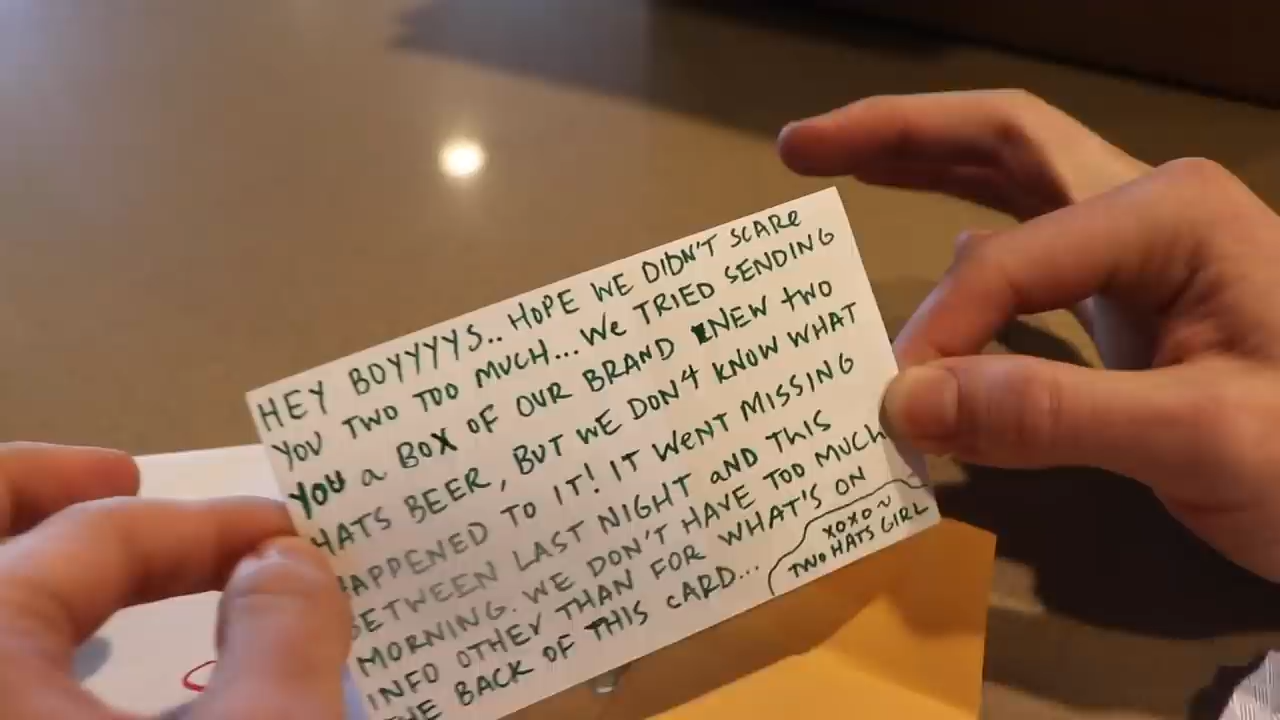 HEY BOYYYYS.. HOPE WE DIDN'T SCARe
YOU TWO TOO MUCH... We TRIED SENDING
YOU a BOX OF OUR BRAND NEW tWO
HATS BEER, BUT WE DON't KNOW WHAT
HAPPENED TO IT! IT WeNT MISSING
BETWEEN LAST NIGHT aND THIS
MORNING. WE DON'T HAVE TOO MUCH
INFO OTHEr THAN FOR WHAT'S ON
THE BACK OF THIS CARD...
XOXO~
TWO HATS GIRL